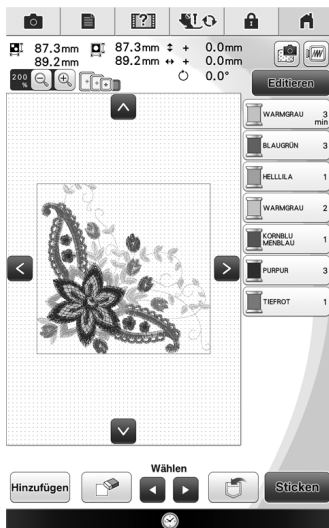 87.3mm 87.3mm + 0.0mm
89.2mm 89.2mm + 0.0mm
0.0°
200 %
Editieren
WARMGRAU 3 min
BLAUGRÜN 3
HELLLILA 1
WARMGRAU 2
KORNBLU
MENBLAU 1
PURPUR 3
TIEFROT 1
Wählen
Hinzufügen
Sticken